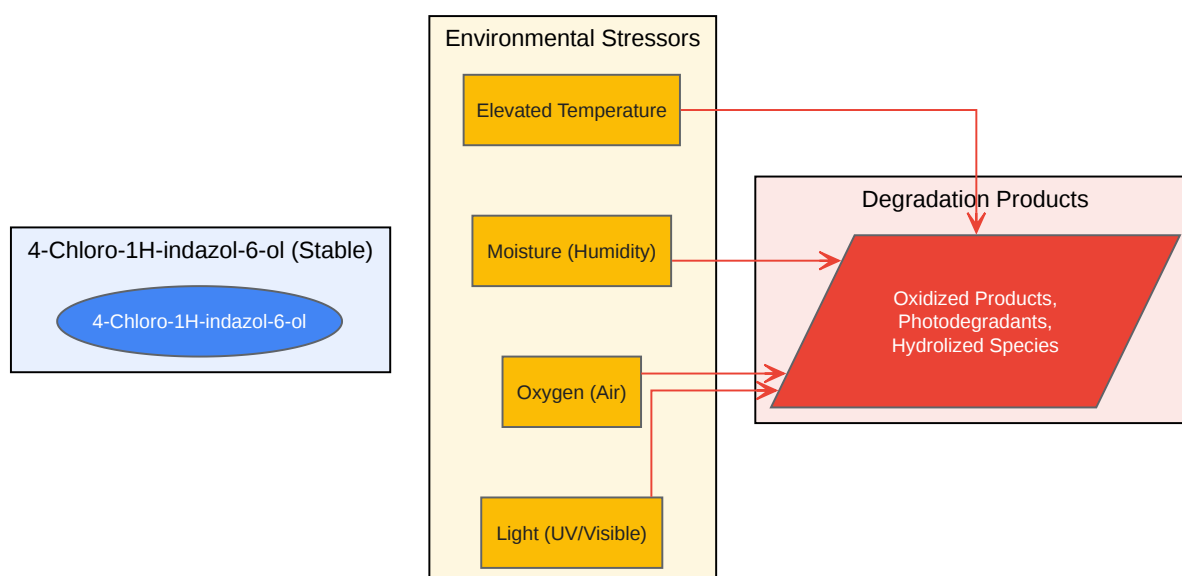 4-Chloro-1H-indazol-6-ol (Stable)
4-Chloro-1H-indazol-6-ol
Environmental Stressors
Elevated Temperature
Moisture (Humidity)
Oxygen (Air)
Light (UV/Visible)
Degradation Products
Oxidized Products,
Photodegradants,
Hydrolized Species